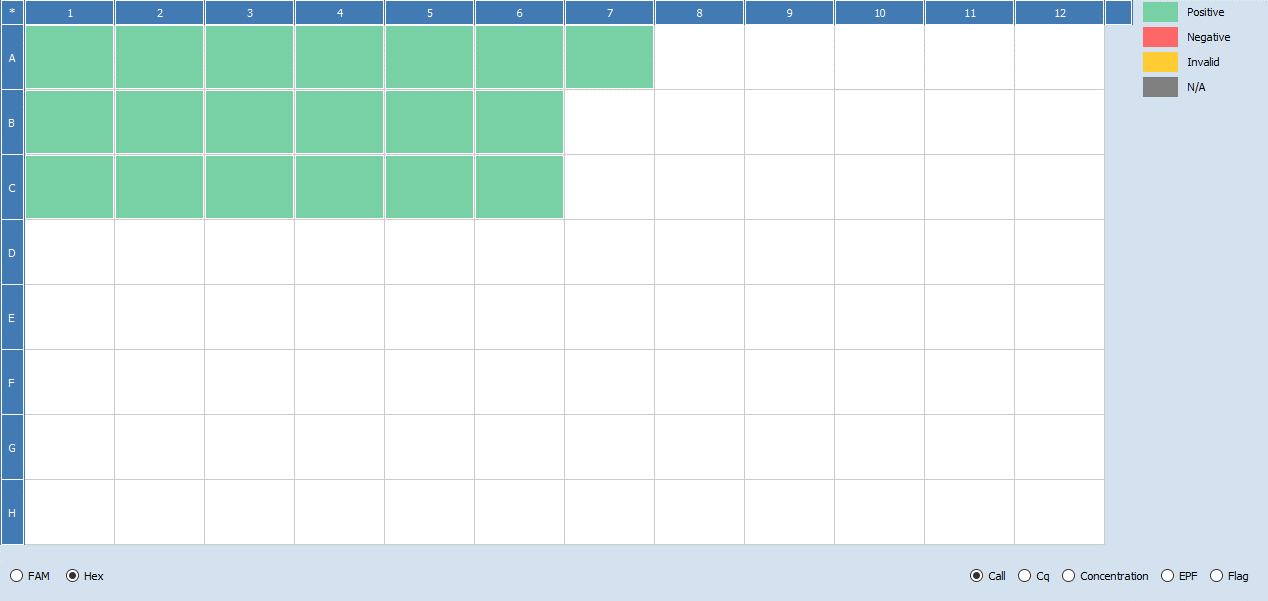 * 1 2 3 4 5 6 7 8 9 10 11 12
A
B
C
D
E
F
G
H
Positive
Negative
Invalid
N/A
FAM Hex Call Cq Concentration EPF Flag